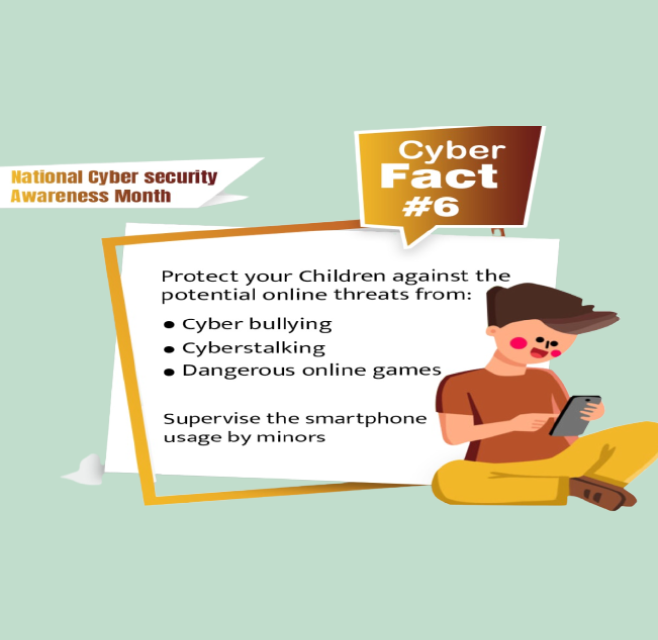 National Cyber security
Awareness Month
Cyber
Fact
#6
Protect your Children against the
potential online threats from:
● Cyber bullying
● Cyberstalking
● Dangerous online games
Supervise the smartphone
usage by minors